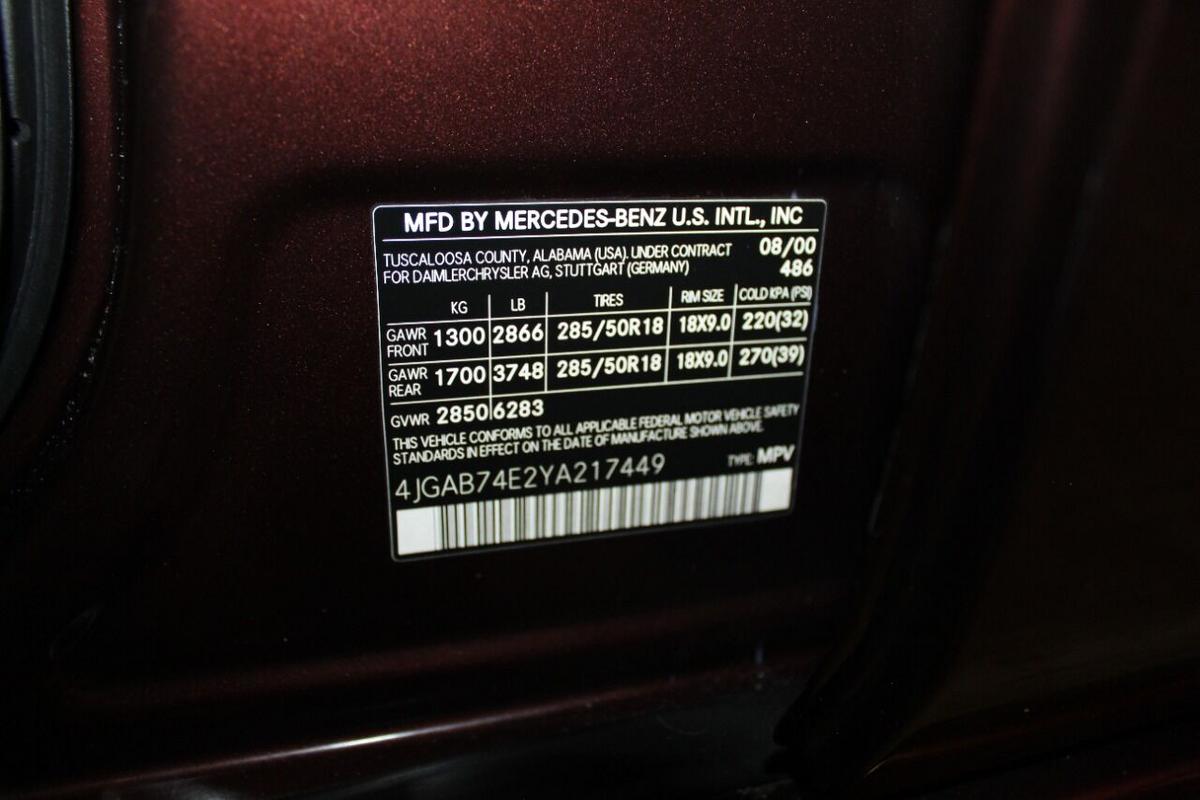 MFD BY MERCEDES-BENZ U.S. INTL., INC
TUSCALOOSA COUNTY, ALABAMA (USA). UNDER CONTRACT 08/00
FOR DAIMLERCHRYSLER AG, STUTTGART (GERMANY) 486
KG LB TIRES RIM SIZE COLD KPA (PSI)
GAWR FRONT 1300 2866 285/50R18 18X9.0 220(32)
GAWR REAR 1700 3748 285/50R18 18X9.0 270(39)
GVWR 2850 6283
THIS VEHICLE CONFORMS TO ALL APPLICABLE FEDERAL MOTOR VEHICLE SAFETY
STANDARDS IN EFFECT ON THE DATE OF MANUFACTURE SHOWN ABOVE.
4JGAB74E2YA217449 TYPE: MPV